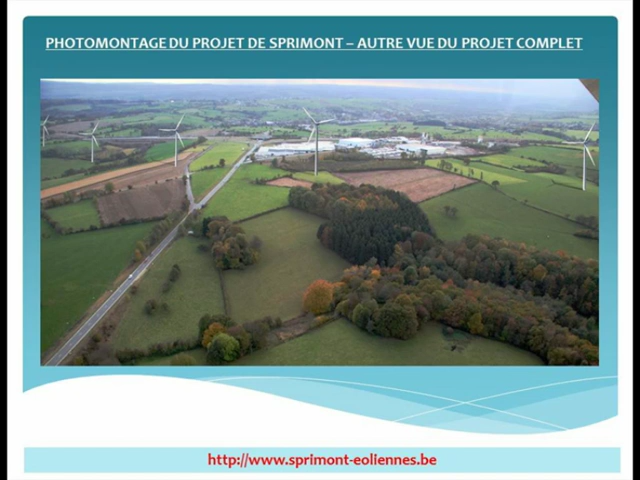 PHOTOMONTAGE DU PROJET DE SPRIMONT – AUTRE VUE DU PROJET COMPLET
http://www.sprimont-eoliennes.be